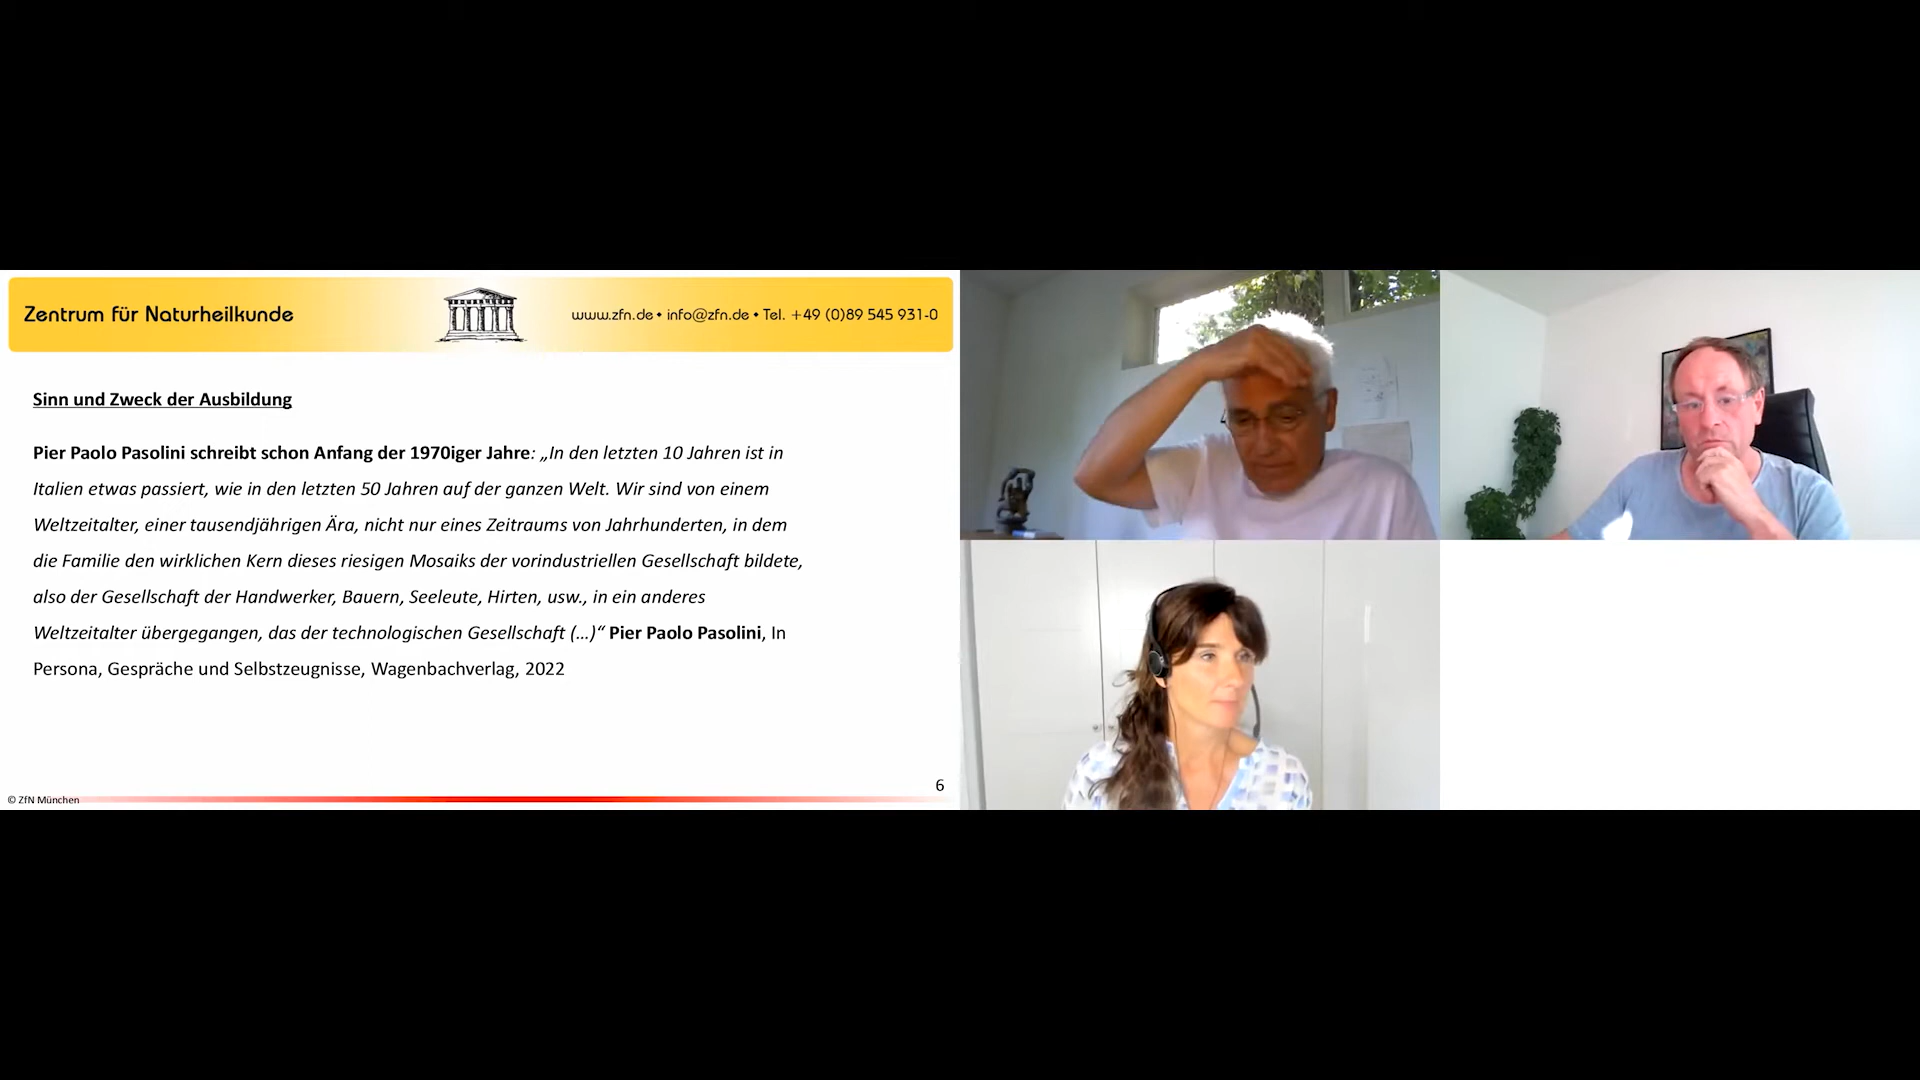 Zentrum für Naturheilkunde
www.zfn.de • info@zfn.de • Tel. +49 (0)89 545 931-0
Sinn und Zweck der Ausbildung
Pier Paolo Pasolini schreibt schon Anfang der 1970iger Jahre: „In den letzten 10 Jahren ist in
Italien etwas passiert, wie in den letzten 50 Jahren auf der ganzen Welt. Wir sind von einem
Weltzeitalter, einer tausendjährigen Ära, nicht nur eines Zeitraums von Jahrhunderten, in dem
die Familie den wirklichen Kern dieses riesigen Mosaiks der vorindustriellen Gesellschaft bildete,
also der Gesellschaft der Handwerker, Bauern, Seeleute, Hirten, usw., in ein anderes
Weltzeitalter übergegangen, das der technologischen Gesellschaft (…)“ Pier Paolo Pasolini, In
Persona, Gespräche und Selbstzeugnisse, Wagenbachverlag, 2022
6
© ZfN München